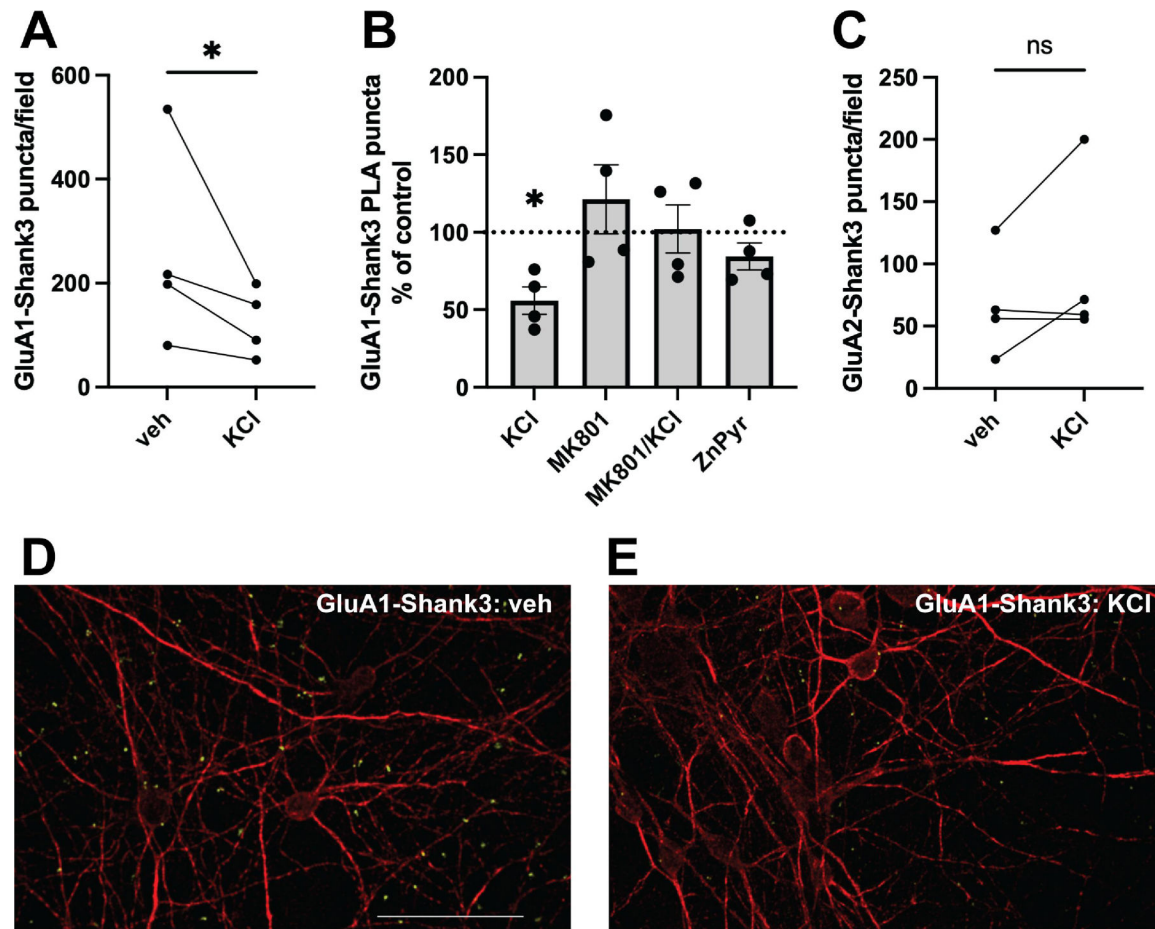 A
GluA1-Shank3 puncta/field
600
400
200
0
*
veh
KCl
B
GluA1-Shank3 PLA puncta
% of control
200
150
100
50
0
*
KCl
MK801
MK801/KCl
ZnPyr
C
GluA2-Shank3 puncta/field
250
200
150
100
50
0
ns
veh
KCl
D
GluA1-Shank3: veh
E
GluA1-Shank3: KCl